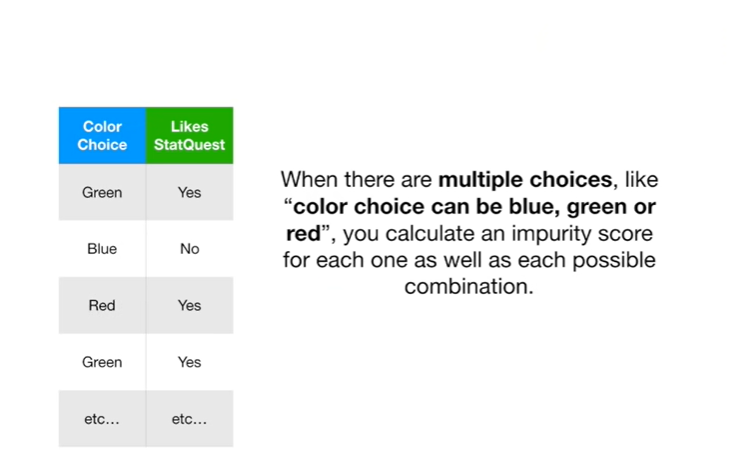 Color Choice
Likes StatQuest
Green
Yes
Blue
No
Red
Yes
Green
Yes
etc…
etc…
When there are multiple choices, like
“color choice can be blue, green or
red”, you calculate an impurity score
for each one as well as each possible
combination.